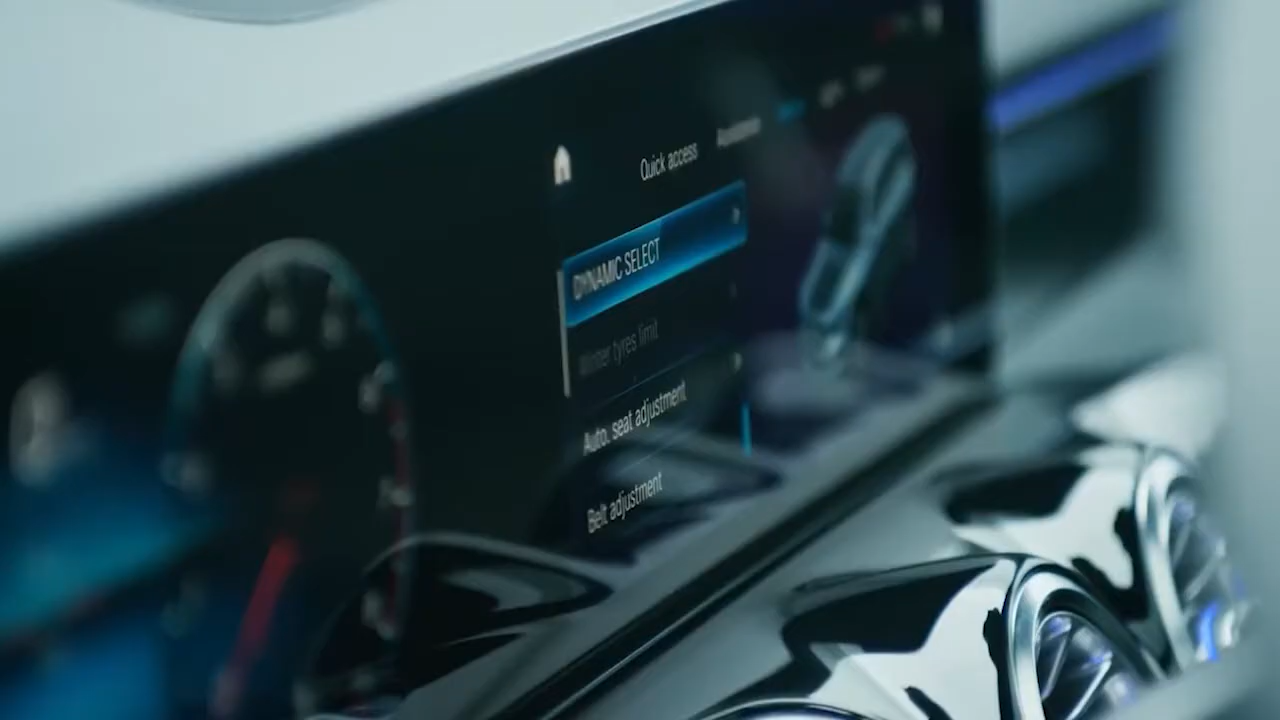 Quick access
DYNAMIC SELECT
Winter tyres limit
Auto. seat adjustment
Belt adjustment